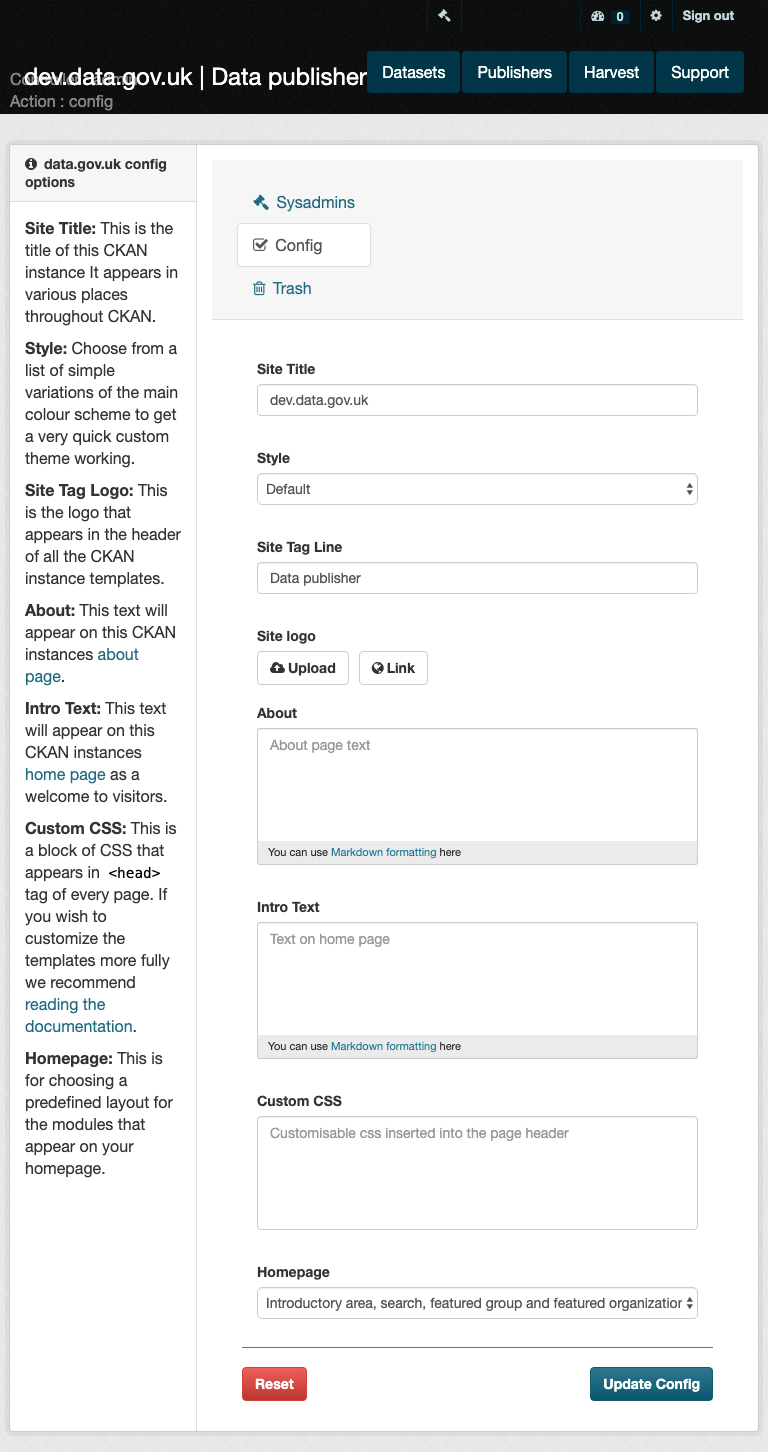 0
Sign out
dev.data.gov.uk | Data publisher
Datasets
Publishers
Harvest
Support
Controller : admin
Action : config
data.gov.uk config
options
Site Title: This is the
title of this CKAN
instance It appears in
various places
throughout CKAN.
Style: Choose from a
list of simple
variations of the main
colour scheme to get
a very quick custom
theme working.
Site Tag Logo: This
is the logo that
appears in the header
of all the CKAN
instance templates.
About: This text will
appear on this CKAN
instances about
page.
Intro Text: This text
will appear on this
CKAN instances
home page as a
welcome to visitors.
Custom CSS: This is
a block of CSS that
appears in <head>
tag of every page. If
you wish to
customize the
templates more fully
we recommend
reading the
documentation.
Homepage: This is
for choosing a
predefined layout for
the modules that
appear on your
homepage.
Sysadmins
Config
Trash
Site Title
dev.data.gov.uk
Style
Default
Site Tag Line
Data publisher
Site logo
Upload
Link
About
About page text
You can use Markdown formatting here
Intro Text
Text on home page
You can use Markdown formatting here
Custom CSS
Customisable css inserted into the page header
Homepage
Introductory area, search, featured group and featured organization
Reset
Update Config